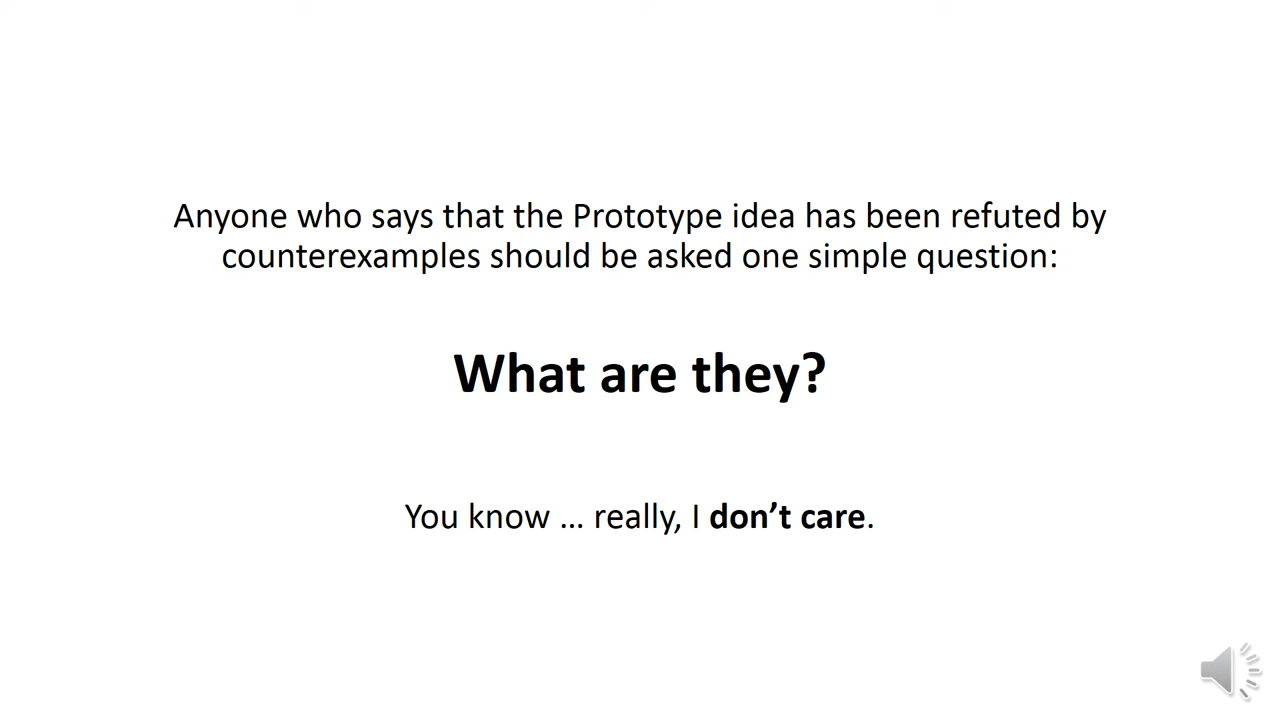 Anyone who says that the Prototype idea has been refuted by
counterexamples should be asked one simple question:
What are they?
You know … really, I don’t care.